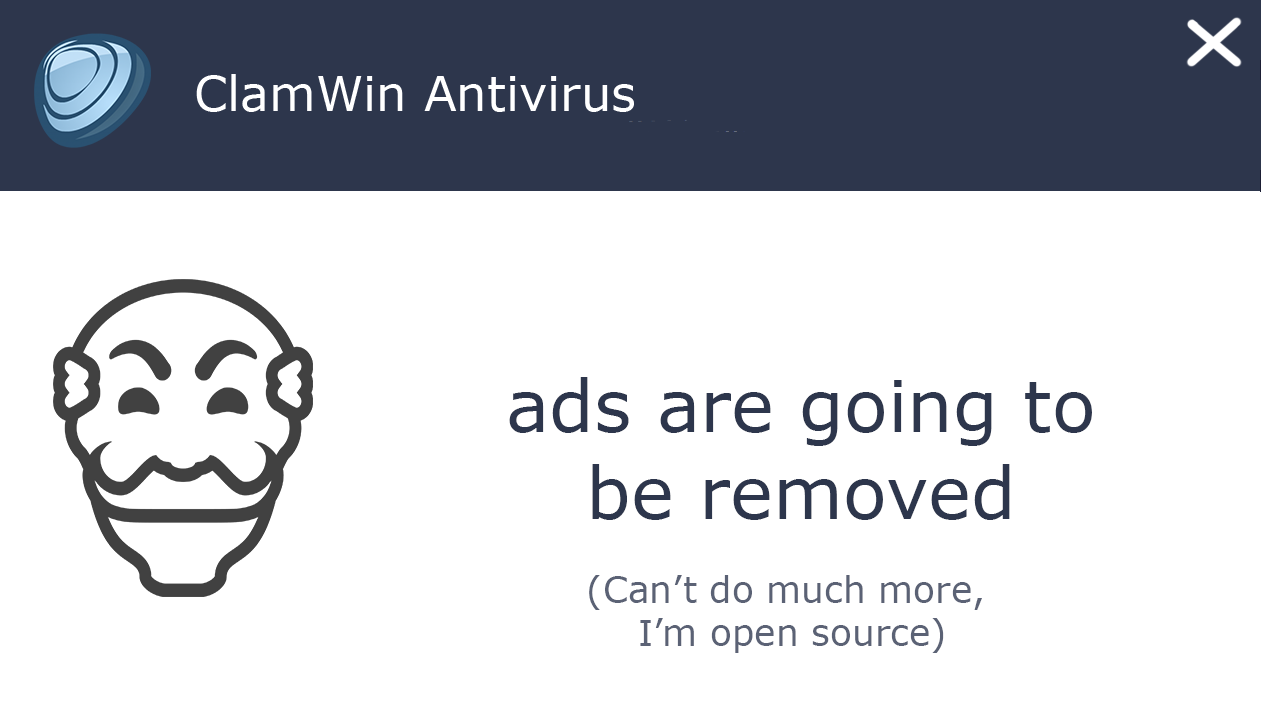 ClamWin Antivirus
ads are going to
be removed
(Can’t do much more,
I’m open source)